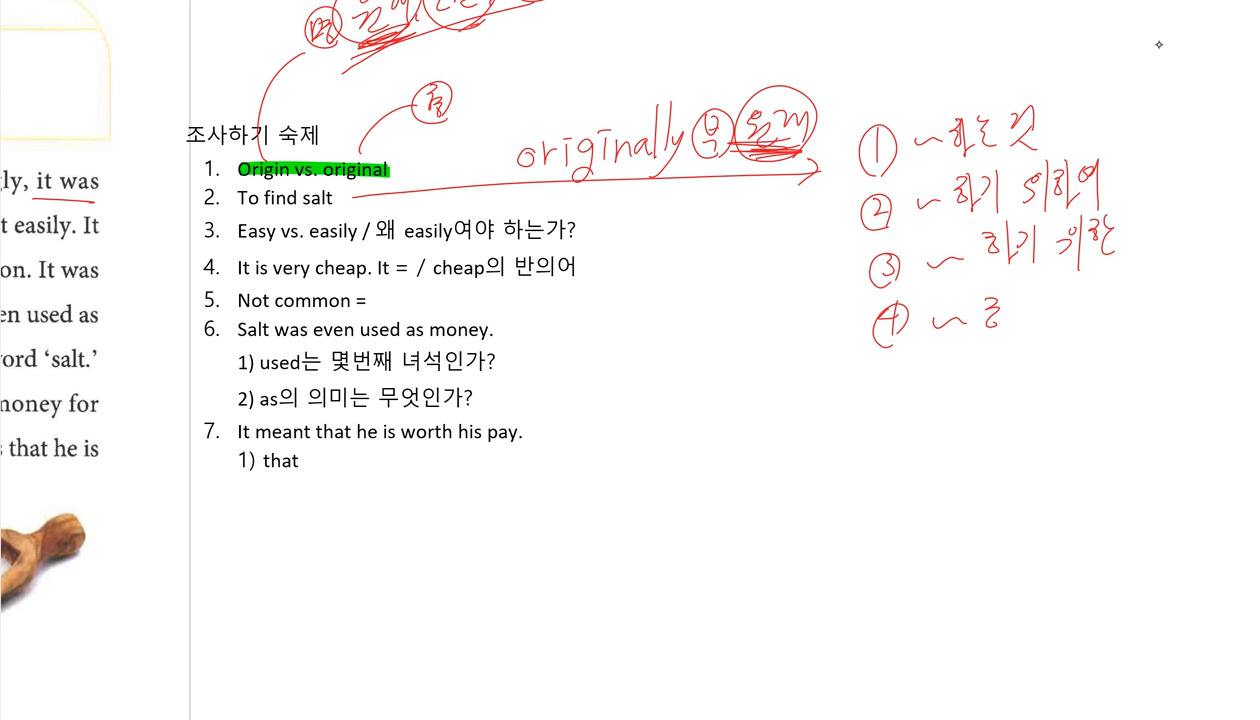 명
형
조사하기 숙제
originally 부 원래
1. Origin vs. original
2. To find salt
3. Easy vs. easily / 왜 easily여야 하는가?
4. It is very cheap. It = / cheap의 반의어
5. Not common =
6. Salt was even used as money.
1) used는 몇번째 녀석인가?
2) as의 의미는 무엇인가?
7. It meant that he is worth his pay.
1) that
① ~하는 것
② ~하기 위하여
③ ~하기 위한
④ ~
ly, it was
t easily. It
on. It was
en used as
ord ‘salt.’
money for
that he is